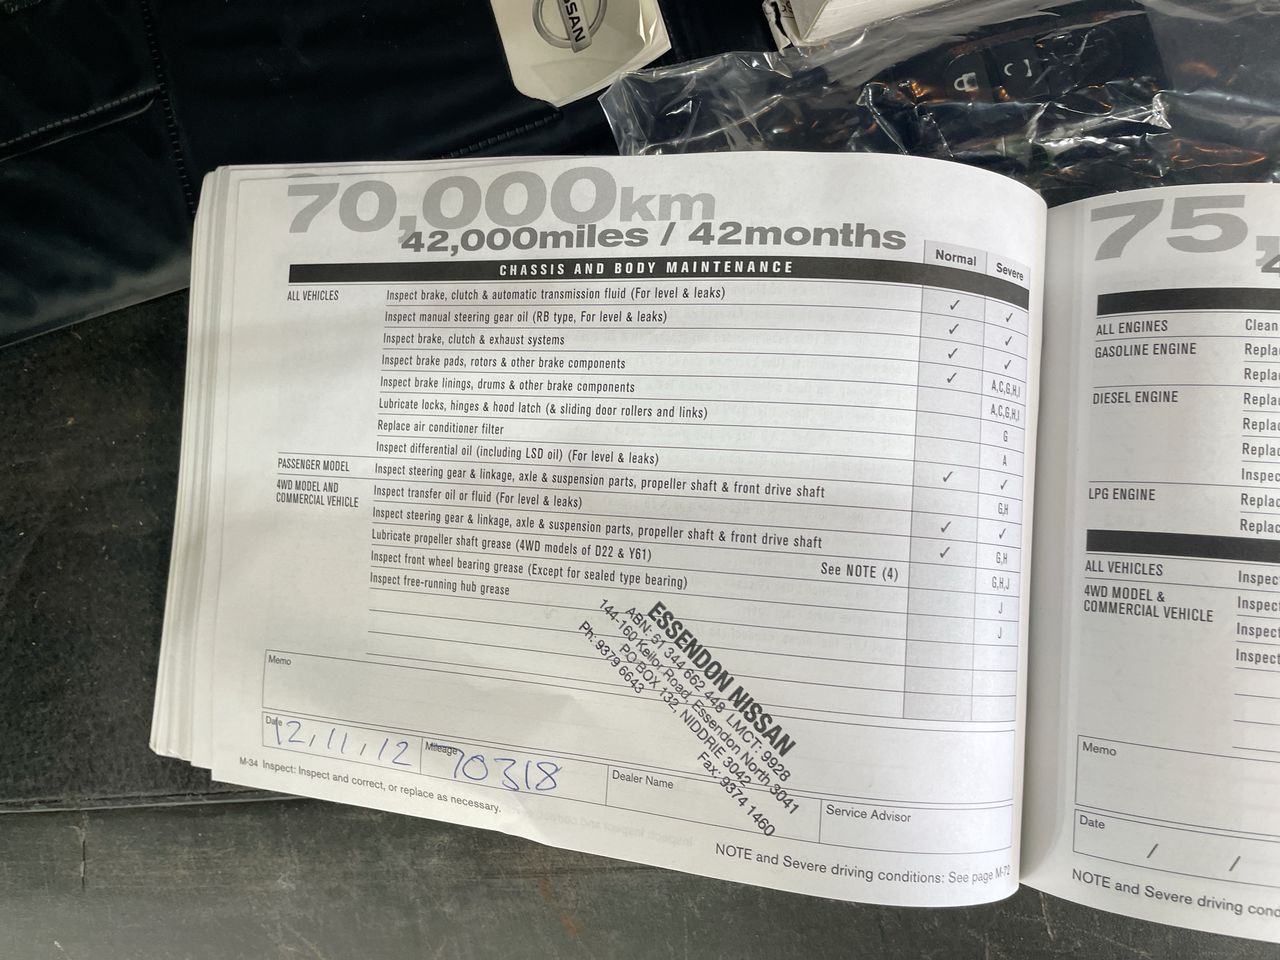 NISSAN
70,000km
42,000miles / 42months
Normal
Severe
CHASSIS AND BODY MAINTENANCE
ALL VEHICLES
Inspect brake, clutch & automatic transmission fluid (For level & leaks) ✓ ✓
Inspect manual steering gear oil (RB type, For level & leaks) ✓ ✓
Inspect brake, clutch & exhaust systems ✓ ✓
Inspect brake pads, rotors & other brake components ✓ A,C,G,H,I
Inspect brake linings, drums & other brake components A,C,G,H,I
Lubricate locks, hinges & hood latch (& sliding door rollers and links) G
Replace air conditioner filter A
Inspect differential oil (including LSD oil) (For level & leaks) ✓ ✓
PASSENGER MODEL
Inspect steering gear & linkage, axle & suspension parts, propeller shaft & front drive shaft G,H
4WD MODEL AND
COMMERCIAL VEHICLE
Inspect transfer oil or fluid (For level & leaks) ✓ ✓
Inspect steering gear & linkage, axle & suspension parts, propeller shaft & front drive shaft ✓ G,H
Lubricate propeller shaft grease (4WD models of D22 & Y61) See NOTE (4) G,H,J
Inspect front wheel bearing grease (Except for sealed type bearing) J
Inspect free-running hub grease J
ESSENDON NISSAN
ABN: 51 344 662 448 LMCT: 9928
144-160 Keilor Road, Essendon North 3041
PO BOX 132, NIDDRIE 3042
Ph: 9379 6643 Fax: 9374 1460
Memo
Date
12,11,12
Mileage
70318
Dealer Name
Service Advisor
M-34 Inspect: Inspect and correct, or replace as necessary.
NOTE and Severe driving conditions: See page M-72
75,
ALL ENGINES
Clean
GASOLINE ENGINE
Repla
Repla
DIESEL ENGINE
Repla
Repla
Repla
Inspec
LPG ENGINE
Replac
Replac
ALL VEHICLES
Inspec
4WD MODEL &
COMMERCIAL VEHICLE
Inspec
Inspec
Inspec
Memo
Date
/ /
NOTE and Severe driving cond